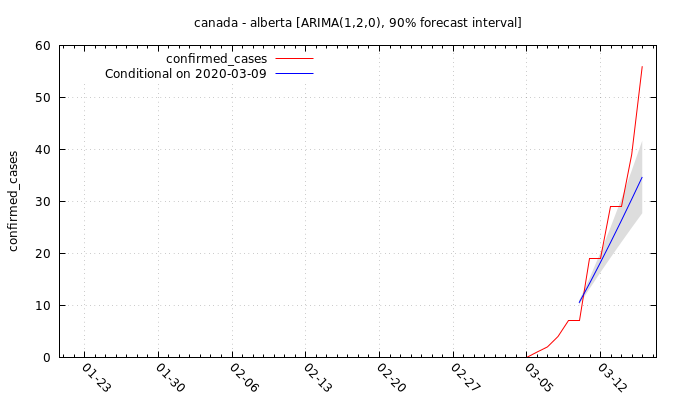 canada - alberta [ARIMA(1,2,0), 90% forecast interval]
confirmed_cases
Conditional on 2020-03-09
confirmed_cases
60
50
40
30
20
10
0
01-23 01-30 02-06 02-13 02-20 02-27 03-05 03-12